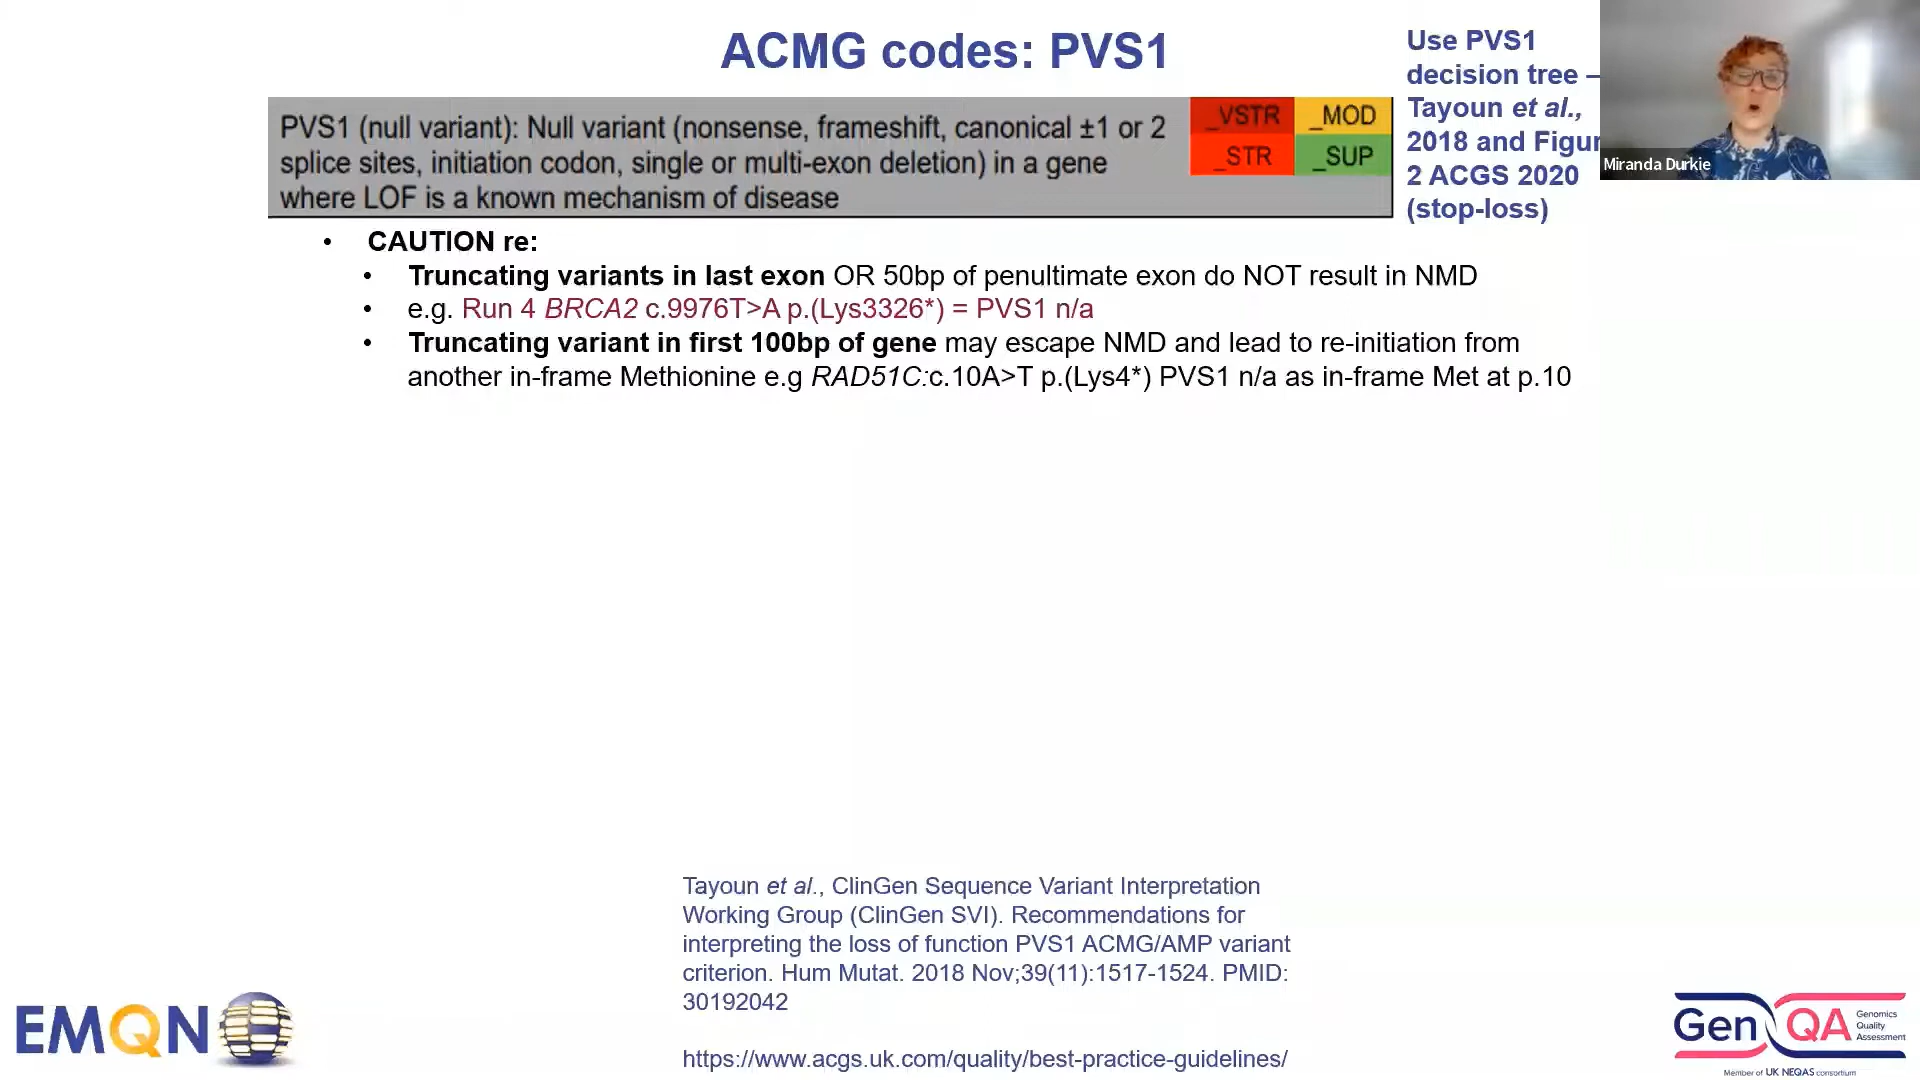 ACMG codes: PVS1
Use PVS1
decision tree –
Tayoun et al.,
2018 and Figur
2 ACGS 2020
(stop-loss)
Miranda Durkie
PVS1 (null variant): Null variant (nonsense, frameshift, canonical ±1 or 2
splice sites, initiation codon, single or multi-exon deletion) in a gene
where LOF is a known mechanism of disease
_VSTR
_MOD
_STR
_SUP
• CAUTION re:
• Truncating variants in last exon OR 50bp of penultimate exon do NOT result in NMD
• e.g. Run 4 BRCA2 c.9976T>A p.(Lys3326*) = PVS1 n/a
• Truncating variant in first 100bp of gene may escape NMD and lead to re-initiation from
another in-frame Methionine e.g RAD51C:c.10A>T p.(Lys4*) PVS1 n/a as in-frame Met at p.10
Tayoun et al., ClinGen Sequence Variant Interpretation
Working Group (ClinGen SVI). Recommendations for
interpreting the loss of function PVS1 ACMG/AMP variant
criterion. Hum Mutat. 2018 Nov;39(11):1517-1524. PMID:
30192042
https://www.acgs.uk.com/quality/best-practice-guidelines/
EMQN
Gen QA
Genomics
Quality
Assessment
Member of UK NEQAS consortium